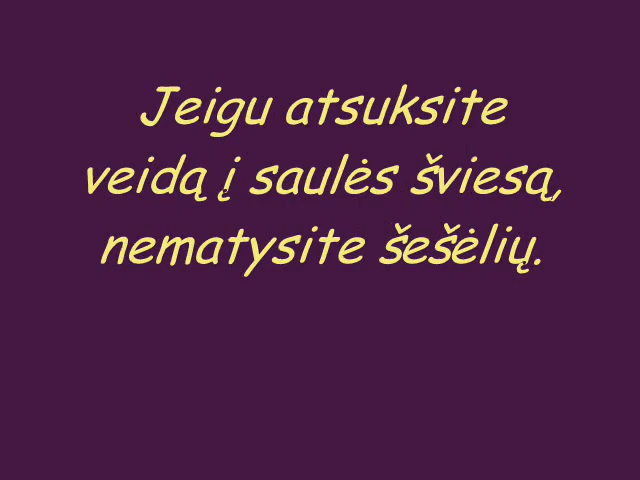 Jeigu atsuksite
veidą į saulės šviesą,
nematysite šešėlių.